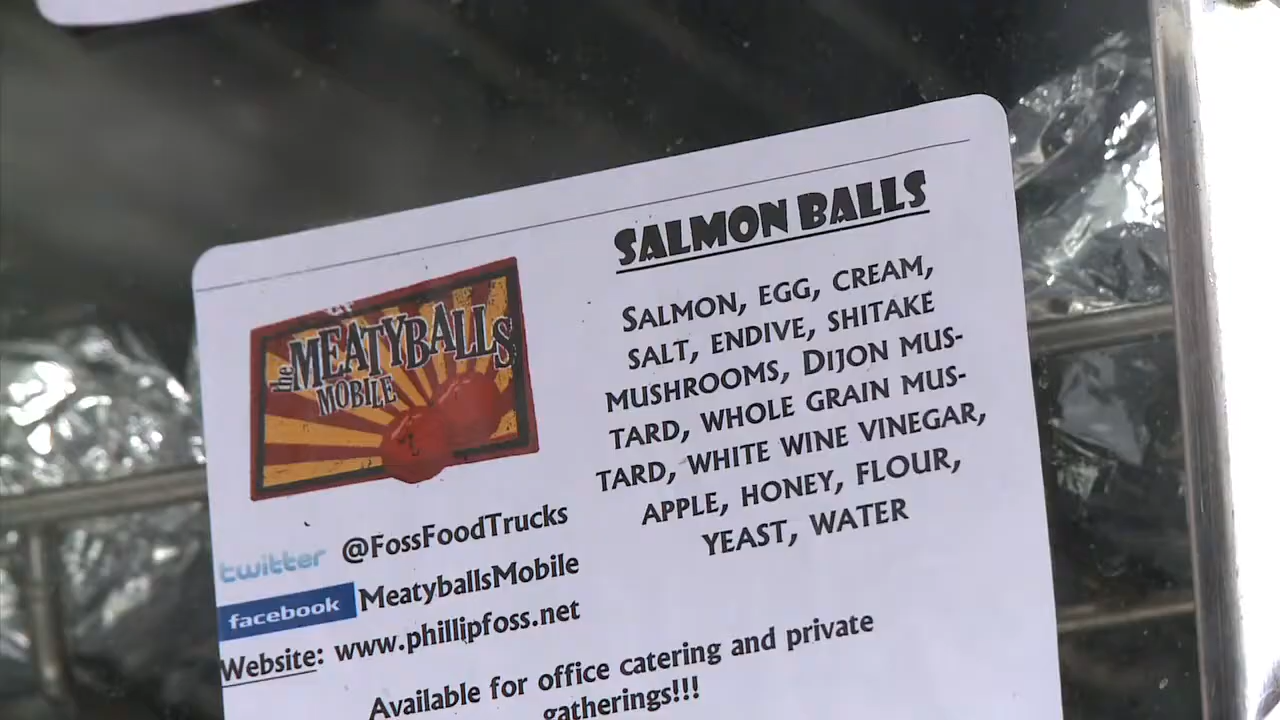 the MEATYBALLS
MOBILE
SALMON BALLS
SALMON, EGG, CREAM,
SALT, ENDIVE, SHITAKE
MUSHROOMS, DIJON MUS-
TARD, WHOLE GRAIN MUS-
TARD, WHITE WINE VINEGAR,
APPLE, HONEY, FLOUR,
YEAST, WATER
twitter @FossFoodTrucks
facebook MeatyballsMobile
Website: www.phillipfoss.net
Available for office catering and private
gatherings!!!